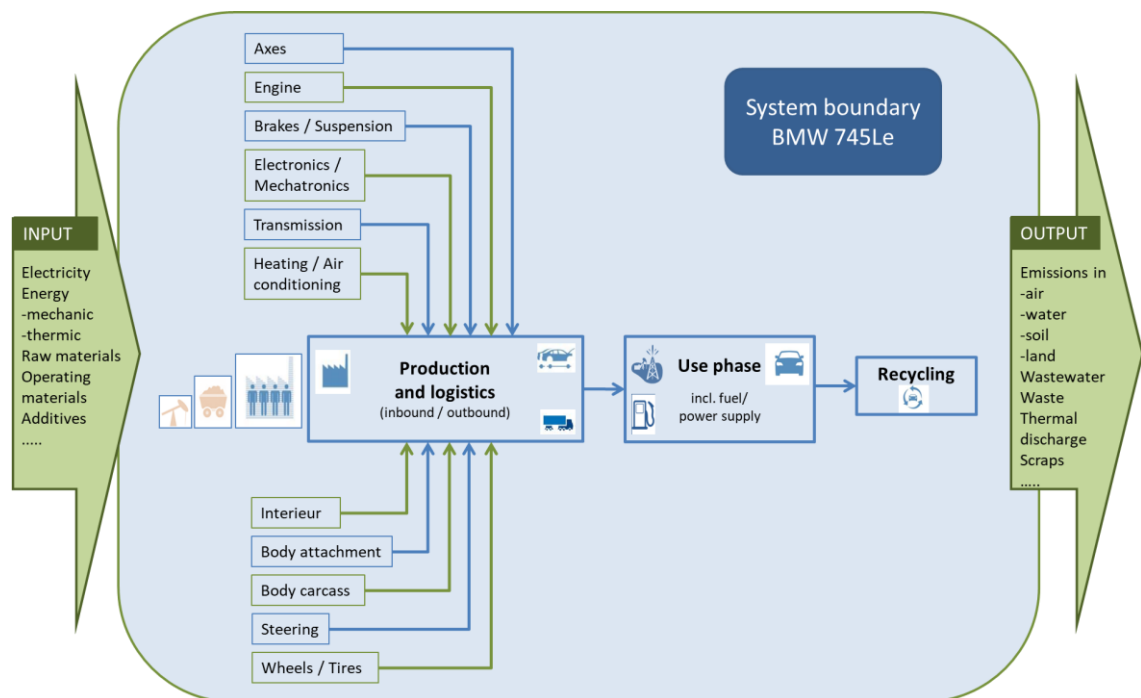 System boundary
BMW 745Le
INPUT
Electricity
Energy
-mechanic
-thermic
Raw materials
Operating
materials
Additives
.....
Axes
Engine
Brakes / Suspension
Electronics /
Mechatronics
Transmission
Heating / Air
conditioning
Production
and logistics
(inbound / outbound)
Use phase
incl. fuel/
power supply
Recycling
Interieur
Body attachment
Body carcass
Steering
Wheels / Tires
OUTPUT
Emissions in
-air
-water
-soil
-land
Wastewater
Waste
Thermal
discharge
Scraps
.....